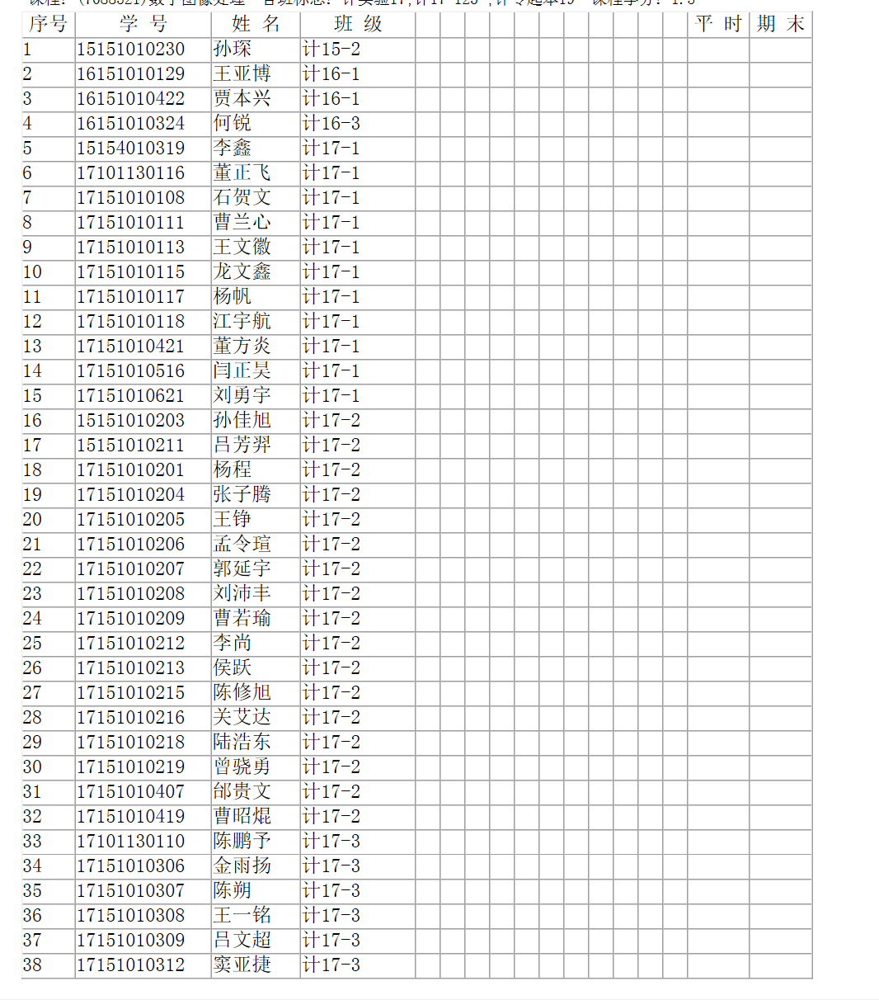 课程: (7088521)数字图像处理 合班标志: 计实验17,计17-123 ,计专起本19 课程学分: 1.5
序号 学 号 姓 名 班 级 平 时 期 末
1 15151010230 孙琛 计15-2
2 16151010129 王亚博 计16-1
3 16151010422 贾本兴 计16-1
4 16151010324 何锐 计16-3
5 15154010319 李鑫 计17-1
6 17101130116 董正飞 计17-1
7 17151010108 石贺文 计17-1
8 17151010111 曹兰心 计17-1
9 17151010113 王文徽 计17-1
10 17151010115 龙文鑫 计17-1
11 17151010117 杨帆 计17-1
12 17151010118 江宇航 计17-1
13 17151010421 董方炎 计17-1
14 17151010516 闫正昊 计17-1
15 17151010621 刘勇宇 计17-1
16 15151010203 孙佳旭 计17-2
17 15151010211 吕芳羿 计17-2
18 17151010201 杨程 计17-2
19 17151010204 张子腾 计17-2
20 17151010205 王铮 计17-2
21 17151010206 孟令瑄 计17-2
22 17151010207 郭延宇 计17-2
23 17151010208 刘沛丰 计17-2
24 17151010209 曹若瑜 计17-2
25 17151010212 李尚 计17-2
26 17151010213 侯跃 计17-2
27 17151010215 陈修旭 计17-2
28 17151010216 关艾达 计17-2
29 17151010218 陆浩东 计17-2
30 17151010219 曾骁勇 计17-2
31 17151010407 邰贵文 计17-2
32 17151010419 曹昭焜 计17-2
33 17101130110 陈鹏予 计17-3
34 17151010306 金雨扬 计17-3
35 17151010307 陈朔 计17-3
36 17151010308 王一铭 计17-3
37 17151010309 吕文超 计17-3
38 17151010312 窦亚捷 计17-3